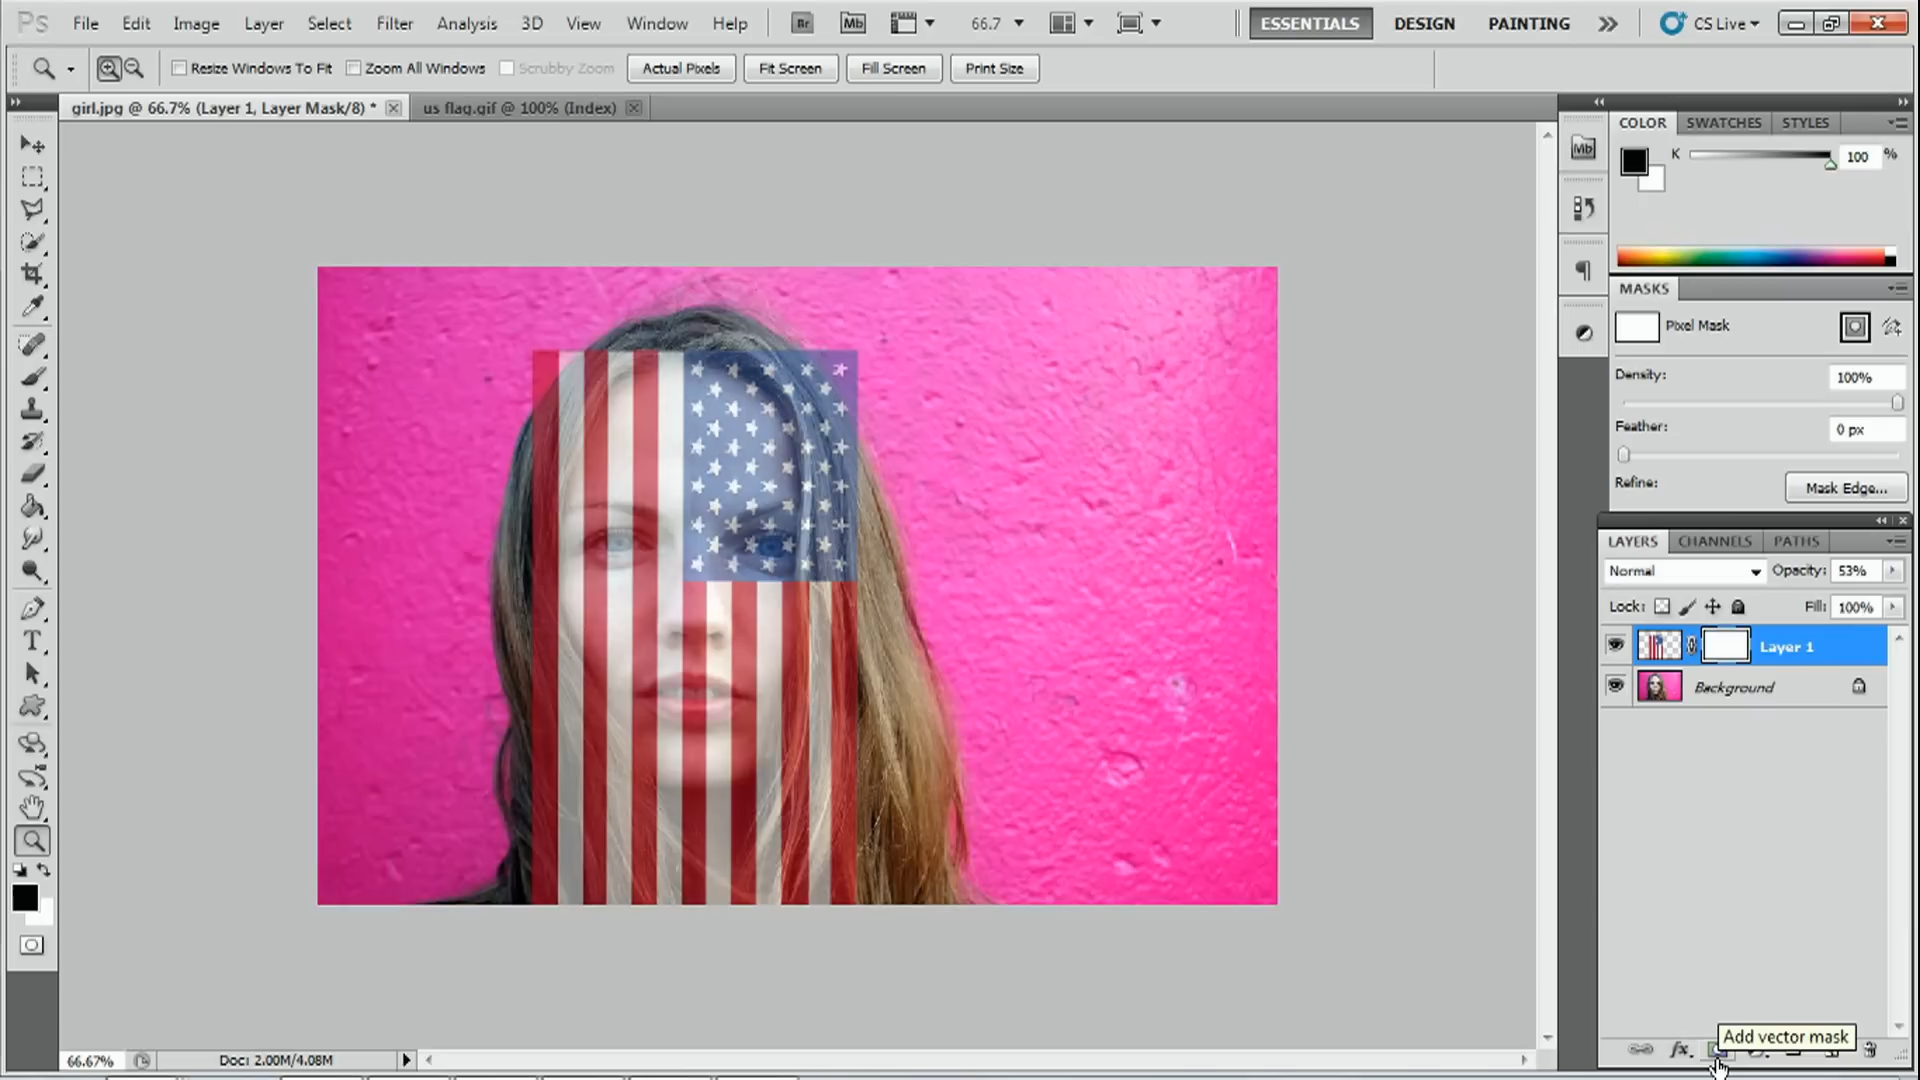 Ps File Edit Image Layer Select Filter Analysis 3D View Window Help Br Mb 66.7 ESSENTIALS DESIGN PAINTING CS Live
Resize Windows To Fit Zoom All Windows Scrubby Zoom Actual Pixels Fit Screen Fill Screen Print Size
girl.jpg @ 66.7% (Layer 1, Layer Mask/8) * us flag.gif @ 100% (Index)
COLOR SWATCHES STYLES
Mb
K 100 %
MASKS
Pixel Mask
Density: 100%
Feather: 0 px
Refine: Mask Edge...
LAYERS CHANNELS PATHS
Normal Opacity: 53%
Lock: Fill: 100%
Layer 1
Background
Add vector mask
fx.
66.67% Doc: 2.00M/4.08M